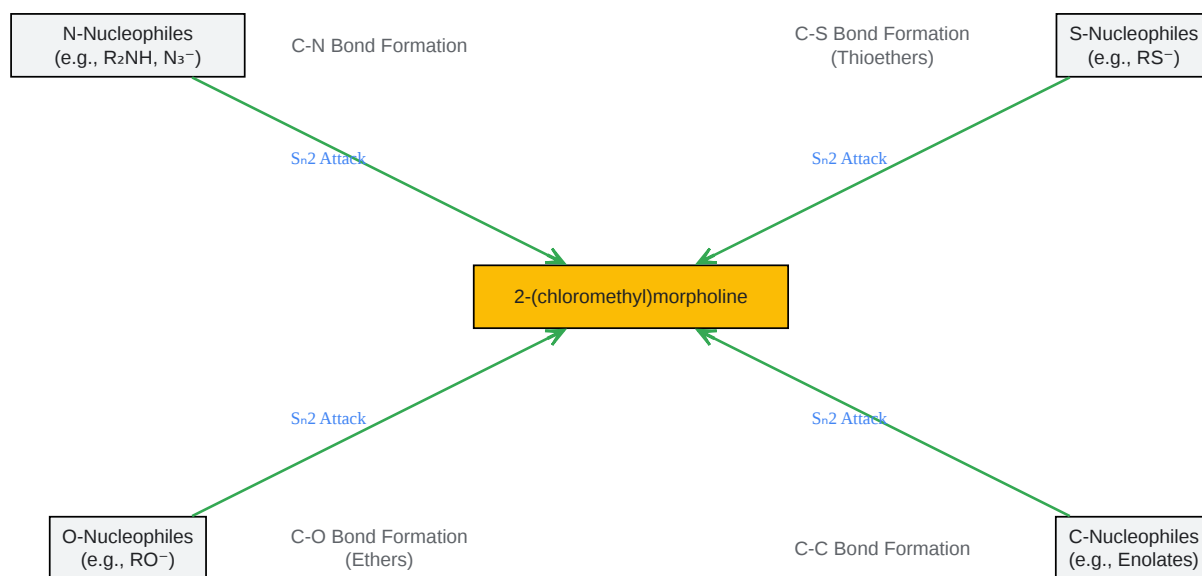 N-Nucleophiles
(e.g., R₂NH, N₃⁻)
C-N Bond Formation
C-S Bond Formation
(Thioethers)
S-Nucleophiles
(e.g., RS⁻)
Sₙ2 Attack
Sₙ2 Attack
2-(chloromethyl)morpholine
Sₙ2 Attack
Sₙ2 Attack
O-Nucleophiles
(e.g., RO⁻)
C-O Bond Formation
(Ethers)
C-C Bond Formation
C-Nucleophiles
(e.g., Enolates)